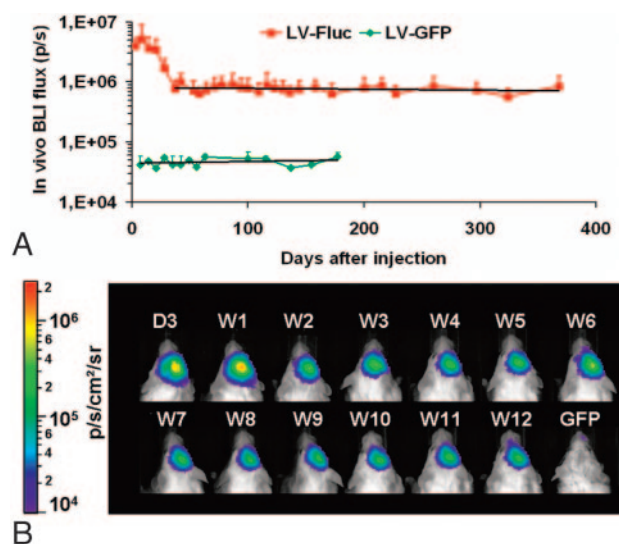 1,E+07
LV-Fluc LV-GFP
1,E+06
1,E+05
1,E+04
In vivo BLI flux (p/s)
0 100 200 300 400
Days after injection
A
2
10⁶
6
4
2
10⁵
6
4
2
10⁴
p/s/cm²/sr
D3 W1 W2 W3 W4 W5 W6
W7 W8 W9 W10 W11 W12 GFP
B